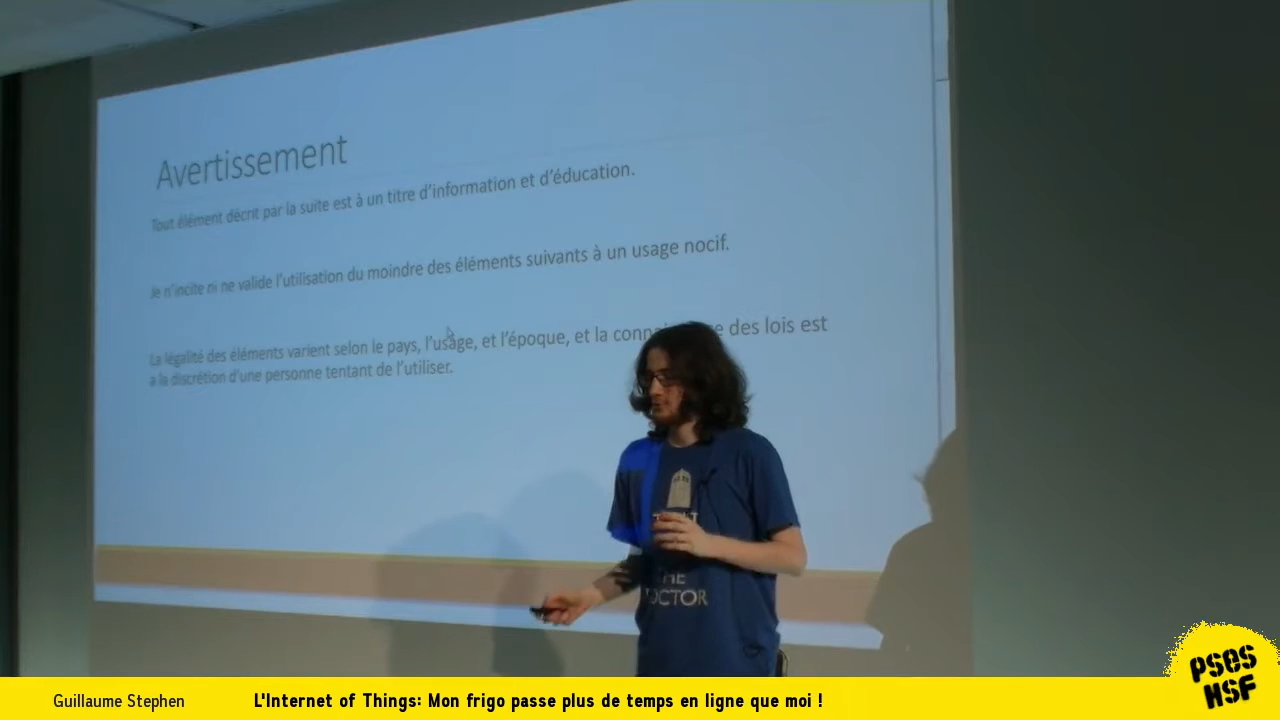 Avertissement
Tout élément décrit par la suite est à un titre d'information et d'éducation.
Je n'incite ni ne valide l'utilisation du moindre des éléments suivants à un usage nocif.
La légalité des éléments varient selon le pays, l'usage, et l'époque, et la des lois est
a la discrétion d'une personne tentant de l'utiliser.
THE
DOCTOR
PSES
HSF
Guillaume Stephen L'Internet of Things: Mon frigo passe plus de temps en ligne que moi !